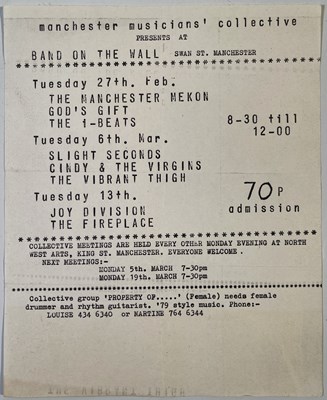 manchester musicians' collective
PRESENTS AT
BAND ON THE WALL SWAN ST. MANCHESTER
Tuesday 27th. Feb.
THE MANCHESTER MEKON
GOD'S GIFT
THE 1-BEATS
8-30 till
12-00
Tuesday 6th. Mar.
SLIGHT SECONDS
CINDY & THE VIRGINS
THE VIBRANT THIGH
Tuesday 13th.
JOY DIVISION
THE FIREPLACE
70P
admission
COLLECTIVE MEETINGS ARE HELD EVERY OTHER MONDAY EVENING AT NORTH
WEST ARTS, KING ST. MANCHESTER. EVERYONE WELCOME.
NEXT MEETINGS:-
MONDAY 5th. MARCH 7-30pm
MONDAY 19th. MARCH 7-30pm
Collective group 'PROPERTY OF.....' (Female) needs female
drummer and rhythm guitarist. '79 style music. Phone:-
LOUISE 434 6340 or MARTINE 764 6344